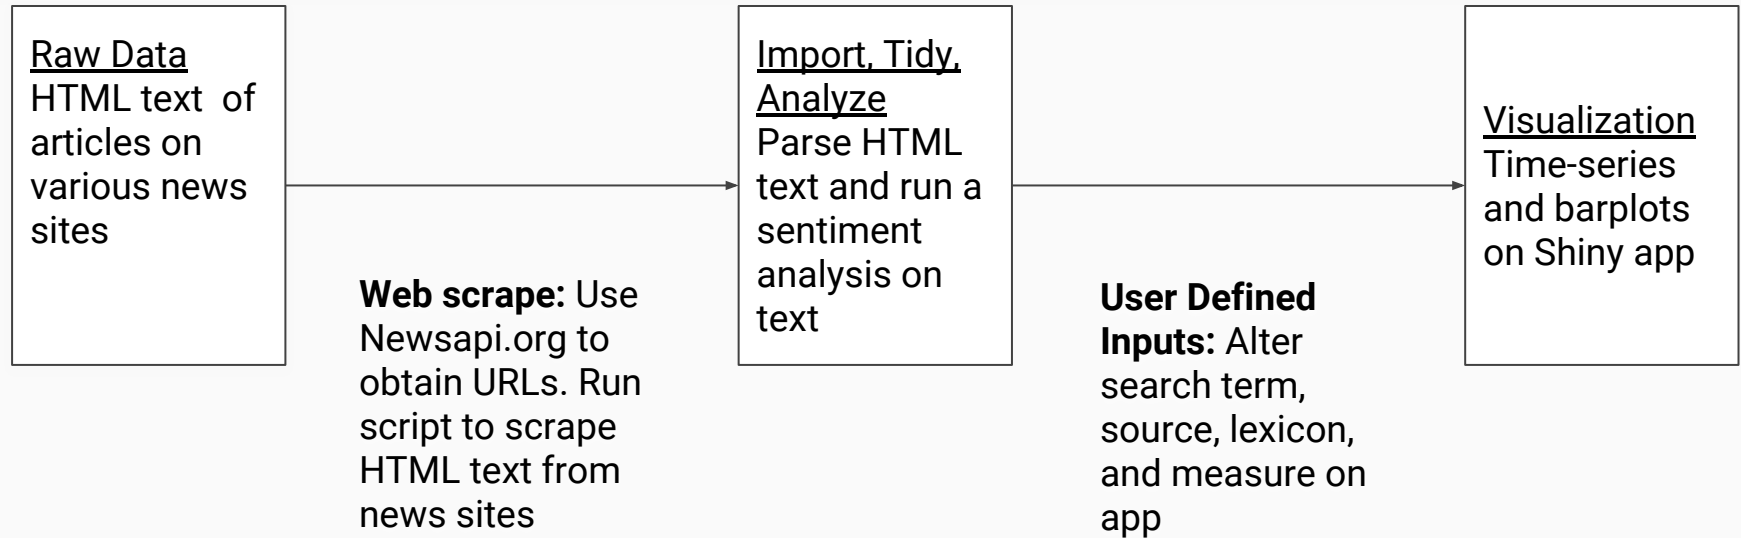 Raw Data
HTML text  of
articles on
various news
sites
Web scrape: Use
Newsapi.org to
obtain URLs. Run
script to scrape
HTML text from
news sites
Import, Tidy,
Analyze
Parse HTML
text and run a
sentiment
analysis on
text
User Defined
Inputs: Alter
search term,
source, lexicon,
and measure on
app
Visualization
Time-series
and barplots
on Shiny app